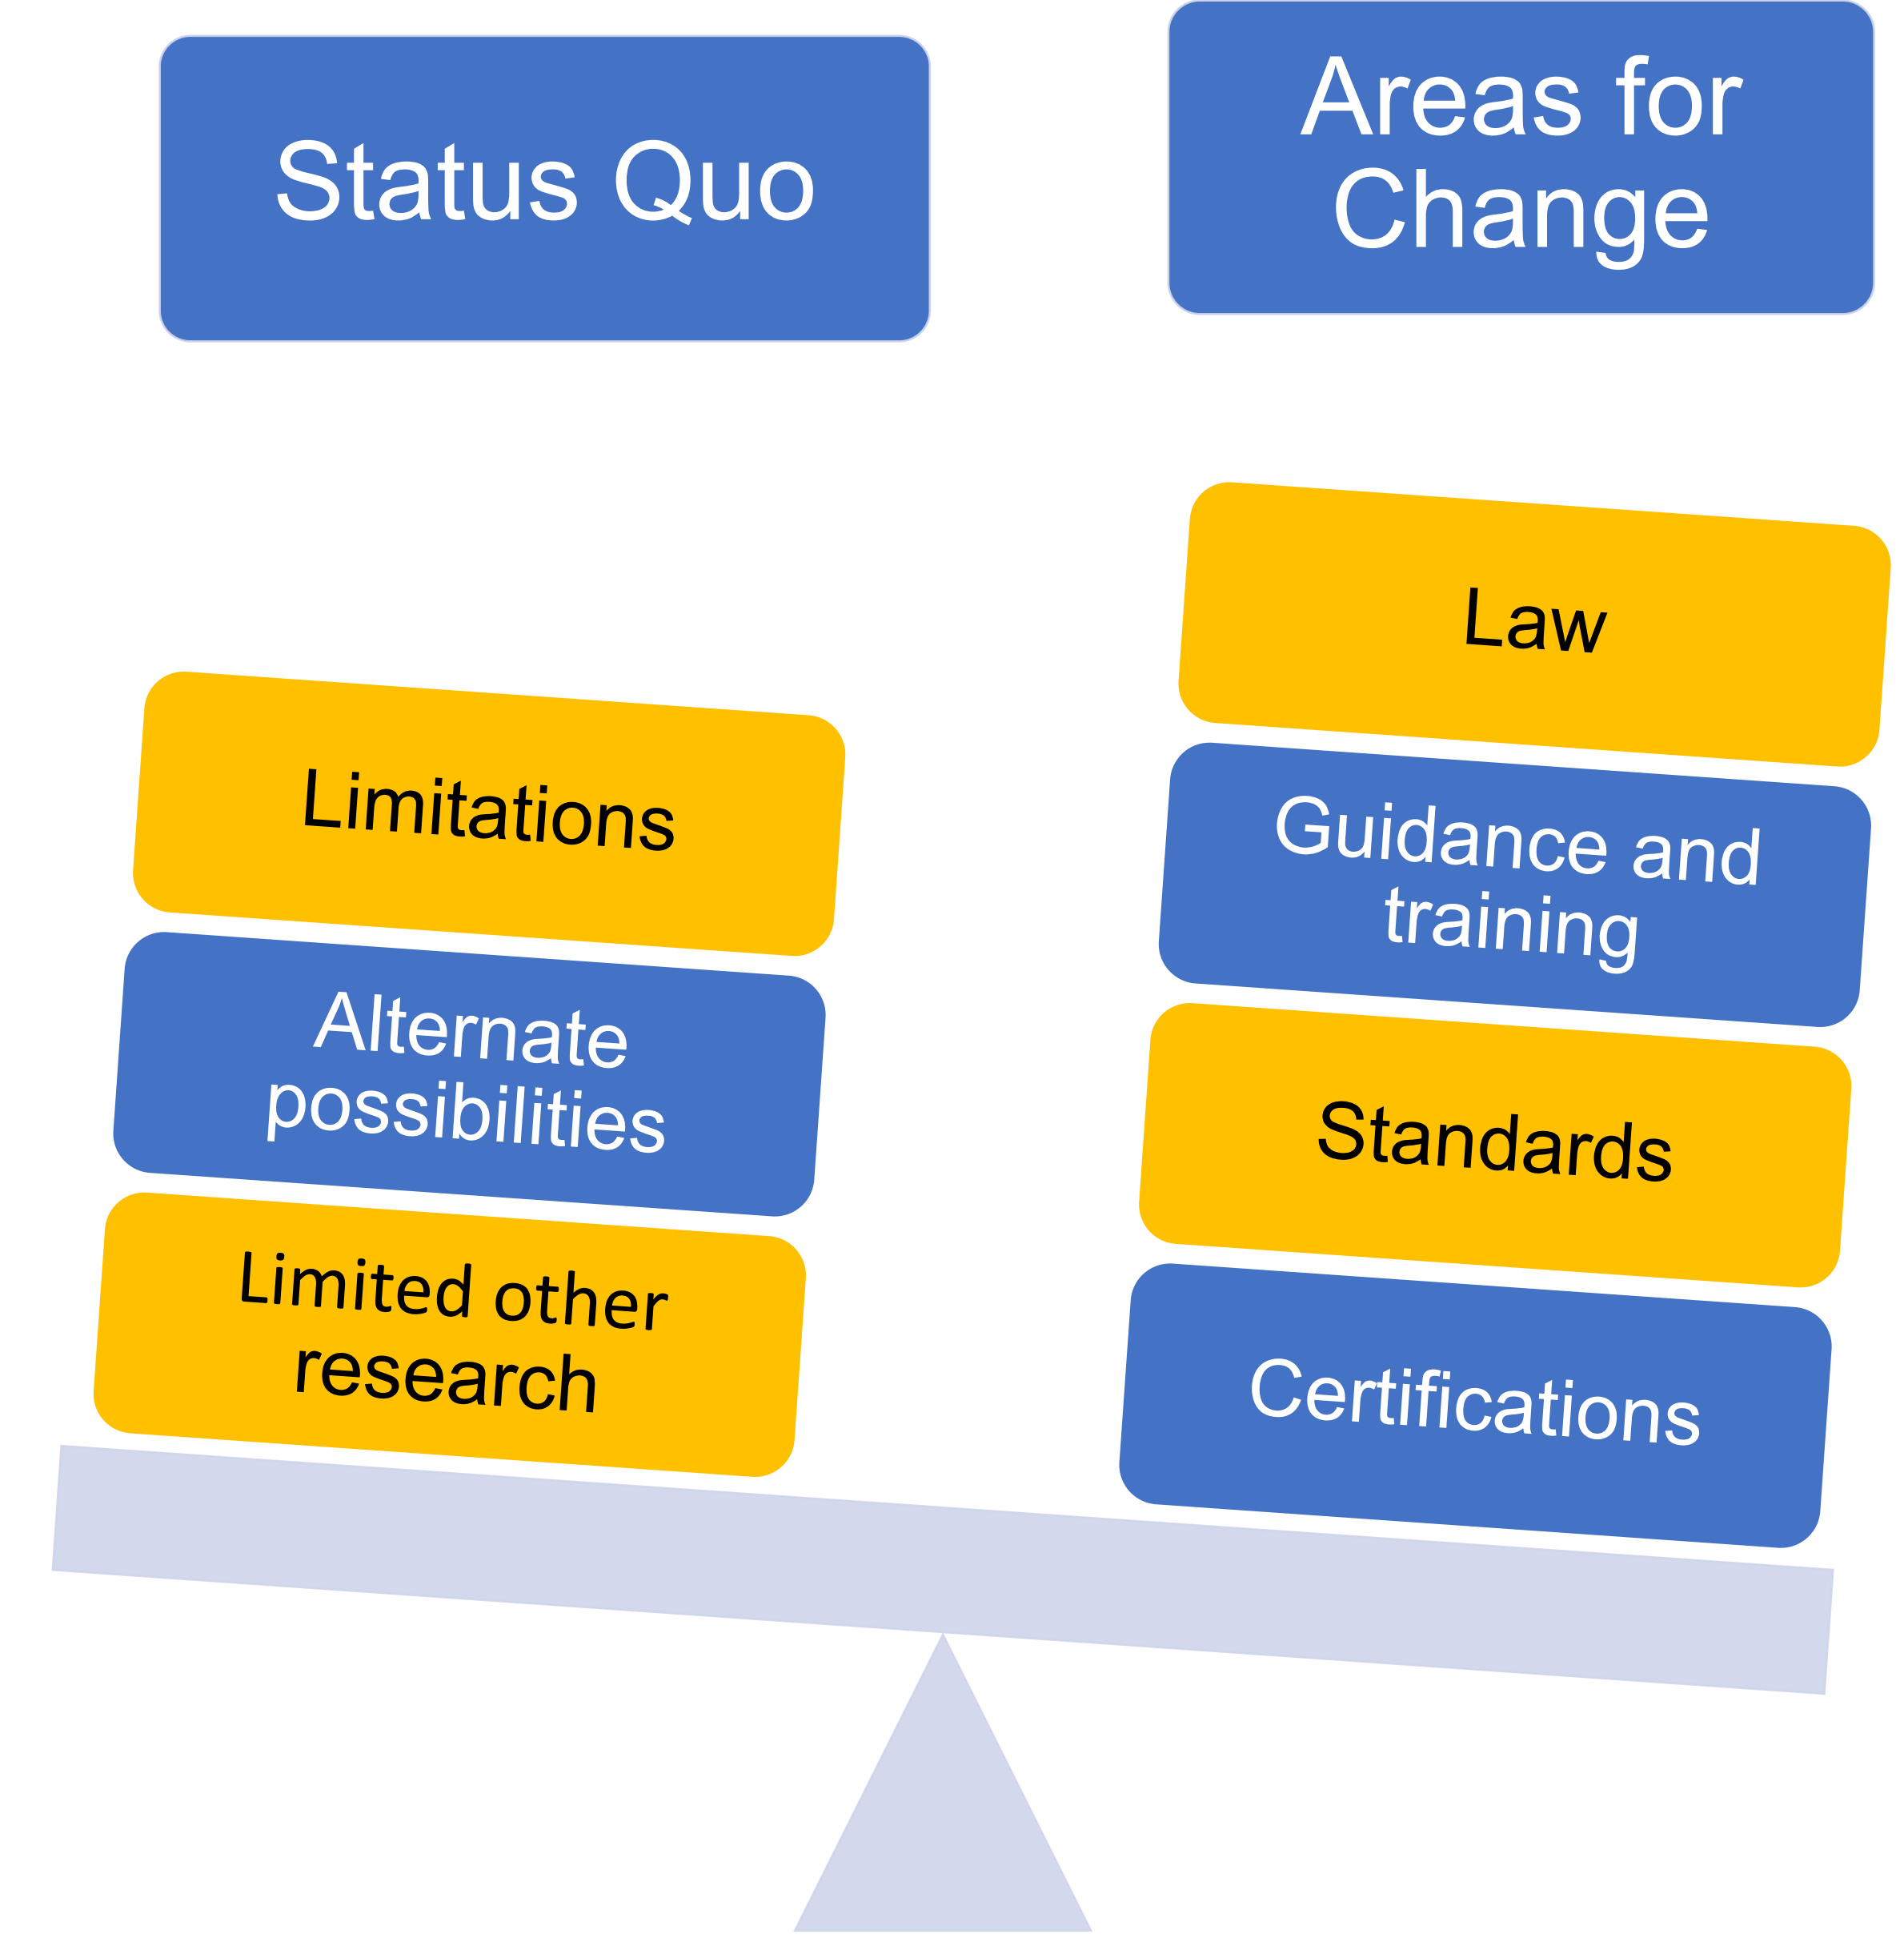 Status Quo
Areas for
Change
Limitations
Alternate
possibilities
Limited other
research
Law
Guidance and
training
Standards
Certifications